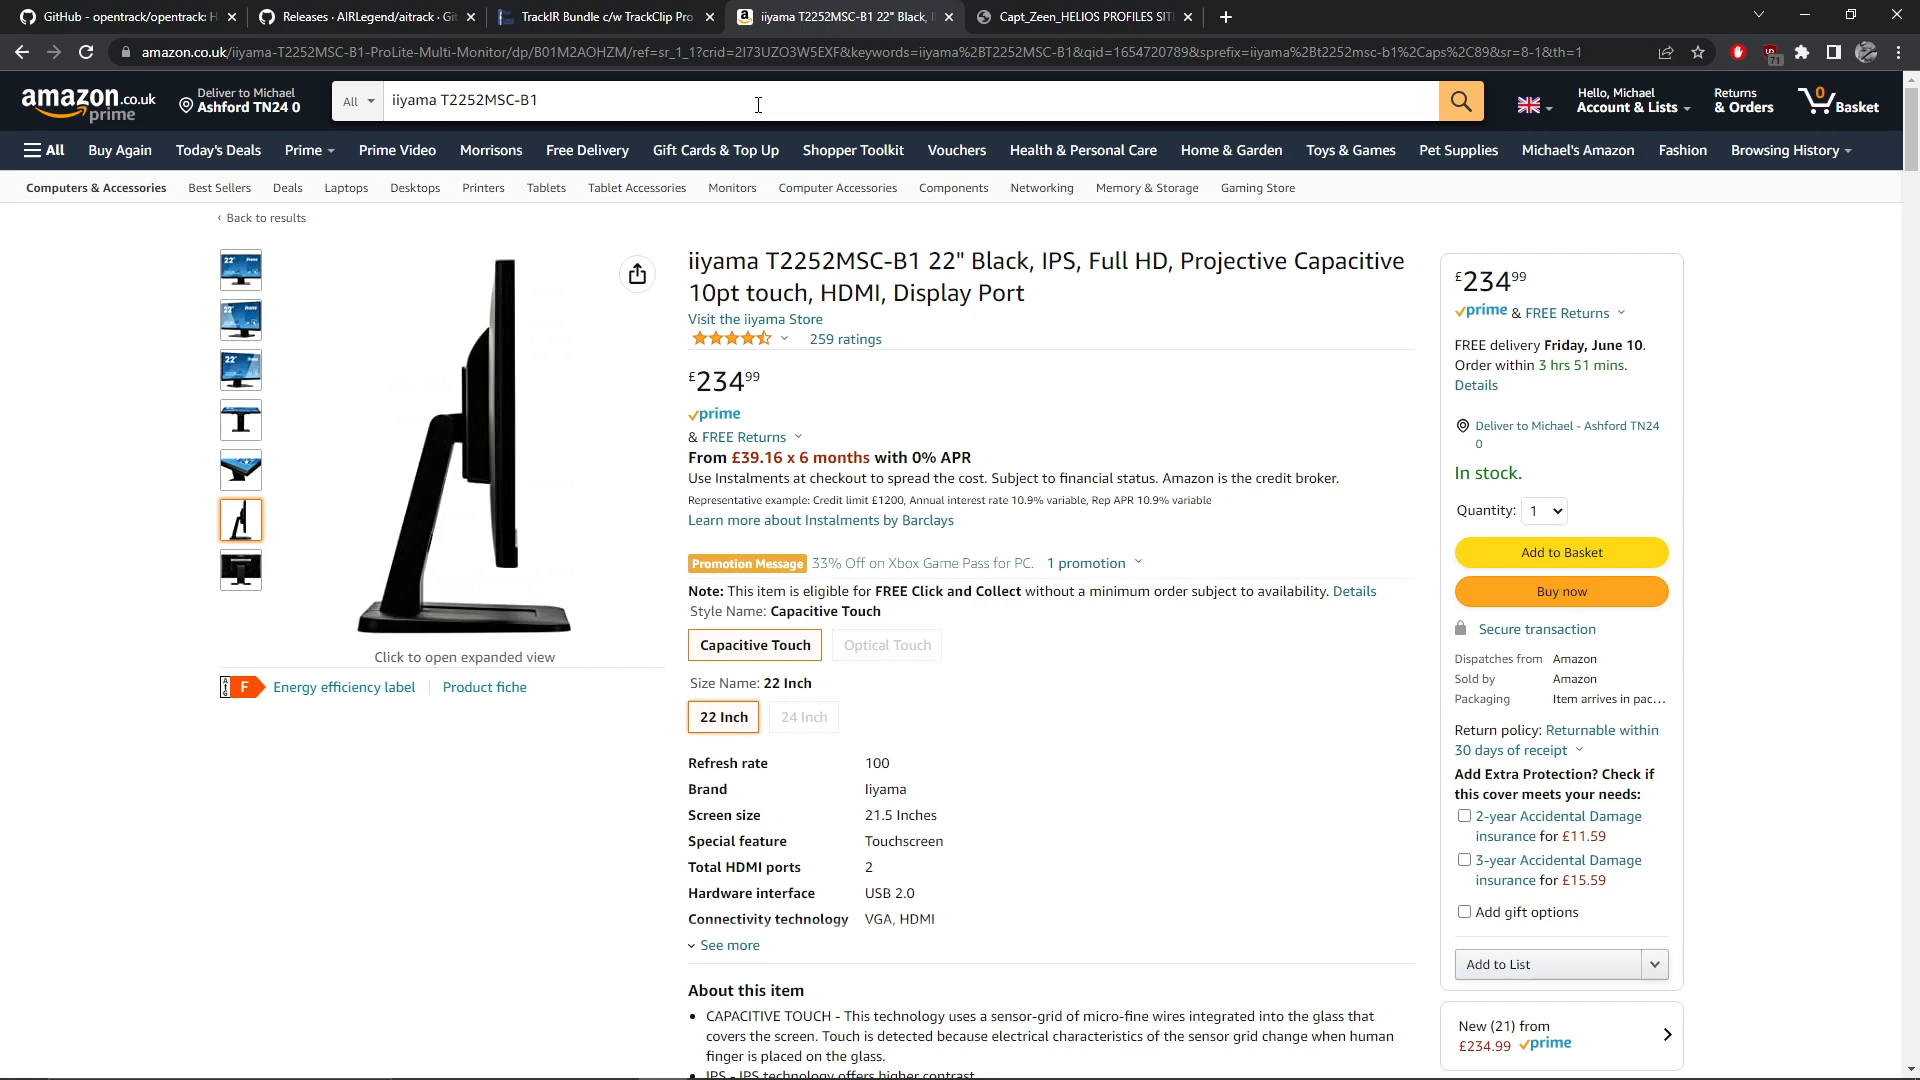 GitHub - opentrack/opentrack: H
Releases · AIRLegend/aitrack · Git
TrackIR Bundle c/w TrackClip Pro
iiyama T2252MSC-B1 22" Black, I
Capt_Zeen_HELIOS PROFILES SITE
amazon.co.uk/iiyama-T2252MSC-B1-ProLite-Multi-Monitor/dp/B01M2AOHZM/ref=sr_1_1?crid=2I73UZO3W5EXF&keywords=iiyama%2BT2252MSC-B1&qid=1654720789&sprefix=iiyama%2Bt2252msc-b1%2Caps%2C89&sr=8-1&th=1
71
amazon.co.uk
prime
Deliver to Michael
Ashford TN24 0
All
iiyama T2252MSC-B1
Hello, Michael
Account & Lists
Returns
& Orders
0
Basket
All
Buy Again
Today's Deals
Prime
Prime Video
Morrisons
Free Delivery
Gift Cards & Top Up
Shopper Toolkit
Vouchers
Health & Personal Care
Home & Garden
Toys & Games
Pet Supplies
Michael's Amazon
Fashion
Browsing History
Computers & Accessories
Best Sellers
Deals
Laptops
Desktops
Printers
Tablets
Tablet Accessories
Monitors
Computer Accessories
Components
Networking
Memory & Storage
Gaming Store
‹ Back to results
22"
22"
22"
Click to open expanded view
F
Energy efficiency label
Product fiche
iiyama T2252MSC-B1 22" Black, IPS, Full HD, Projective Capacitive
10pt touch, HDMI, Display Port
Visit the iiyama Store
259 ratings
£234⁹⁹
prime
& FREE Returns
From £39.16 x 6 months with 0% APR
Use Instalments at checkout to spread the cost. Subject to financial status. Amazon is the credit broker.
Representative example: Credit limit £1200, Annual interest rate 10.9% variable, Rep APR 10.9% variable
Learn more about Instalments by Barclays
Promotion Message 33% Off on Xbox Game Pass for PC. 1 promotion
Note: This item is eligible for FREE Click and Collect without a minimum order subject to availability. Details
Style Name: Capacitive Touch
Capacitive Touch
Optical Touch
Size Name: 22 Inch
22 Inch
24 Inch
Refresh rate 100
Brand Iiyama
Screen size 21.5 Inches
Special feature Touchscreen
Total HDMI ports 2
Hardware interface USB 2.0
Connectivity technology VGA, HDMI
See more
About this item
• CAPACITIVE TOUCH - This technology uses a sensor-grid of micro-fine wires integrated into the glass that
covers the screen. Touch is detected because electrical characteristics of the sensor grid change when human
finger is placed on the glass.
• IPS - IPS technology offers higher contrast
£234⁹⁹
prime & FREE Returns
FREE delivery Friday, June 10.
Order within 3 hrs 51 mins.
Details
Deliver to Michael - Ashford TN24
0
In stock.
Quantity: 1
Add to Basket
Buy now
Secure transaction
Dispatches from Amazon
Sold by Amazon
Packaging Item arrives in pac...
Return policy: Returnable within
30 days of receipt
Add Extra Protection? Check if
this cover meets your needs:
2-year Accidental Damage
insurance for £11.59
3-year Accidental Damage
insurance for £15.59
Add gift options
Add to List
New (21) from
£234.99 prime